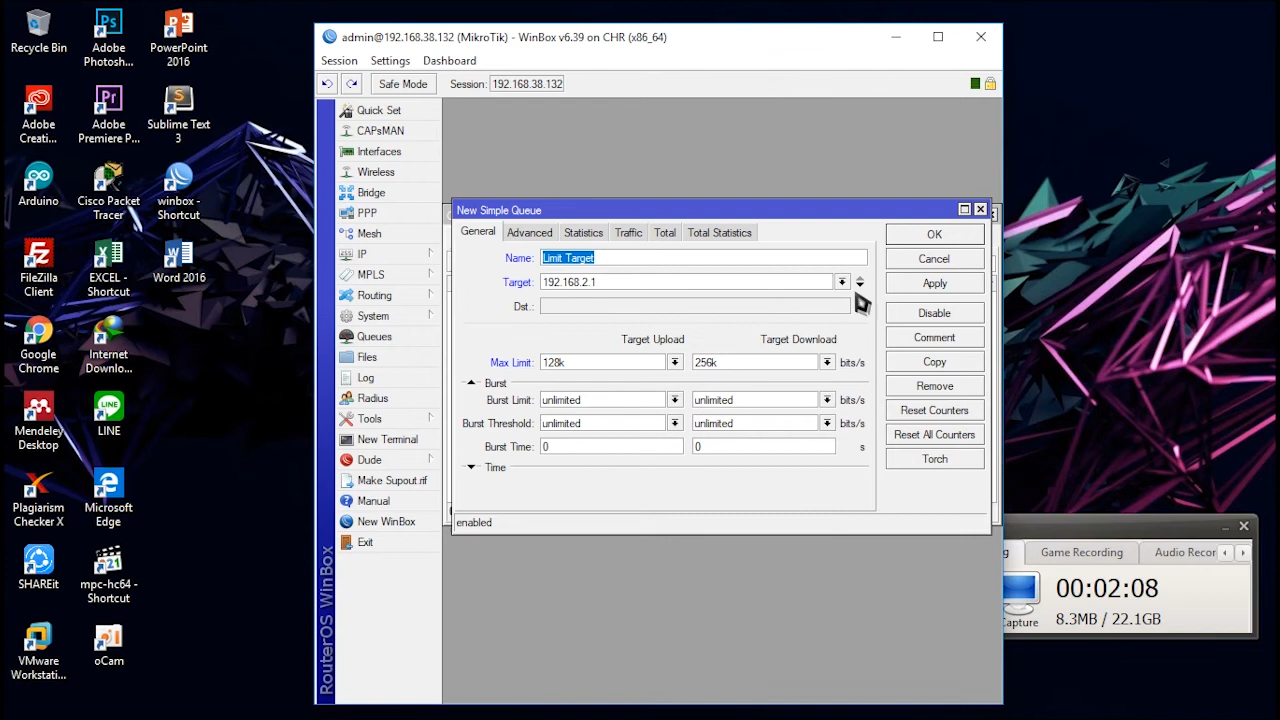 Recycle Bin
Adobe
Photosh...
PowerPoint
2016
Adobe
Creati...
Adobe
Premiere P...
Sublime Text
3
Arduino
Cisco Packet
Tracer
winbox -
Shortcut
FileZilla
Client
EXCEL -
Shortcut
Word 2016
Google
Chrome
Internet
Downlo...
Mendeley
Desktop
LINE
Plagiarism
Checker X
Microsoft
Edge
SHAREit
mpc-hc64 -
Shortcut
VMware
Workstati...
oCam
admin@192.168.38.132 (MikroTik) - WinBox v6.39 on CHR (x86_64)
Session Settings Dashboard
Safe Mode Session: 192.168.38.132
Quick Set
CAPsMAN
Interfaces
Wireless
Bridge
PPP
Mesh
IP
MPLS
Routing
System
Queues
Files
Log
Radius
Tools
New Terminal
Dude
Make Supout.rif
Manual
New WinBox
Exit
RouterOS WinBox
New Simple Queue
General Advanced Statistics Traffic Total Total Statistics
Name: Limit Target
Target: 192.168.2.1
Dst.:
Target Upload Target Download
Max Limit: 128k 256k bits/s
Burst
Burst Limit: unlimited unlimited bits/s
Burst Threshold: unlimited unlimited bits/s
Burst Time: 0 0 s
Time
enabled
OK
Cancel
Apply
Disable
Comment
Copy
Remove
Reset Counters
Reset All Counters
Torch
g Game Recording Audio Recor
00:02:08
8.3MB / 22.1GB
Capture